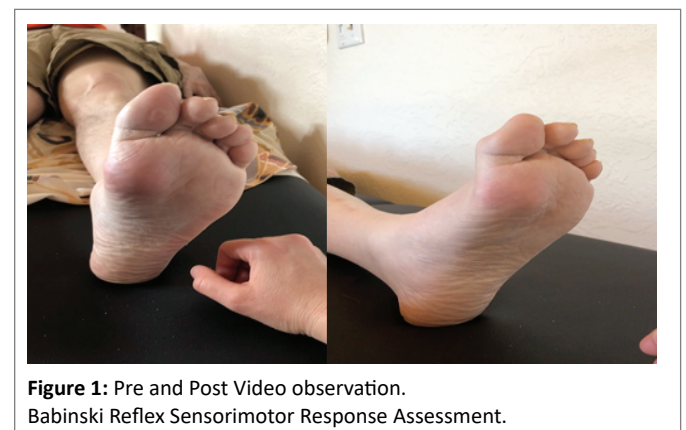 Figure 1: Pre and Post Video observation.
Babinski Reflex Sensorimotor Response Assessment.